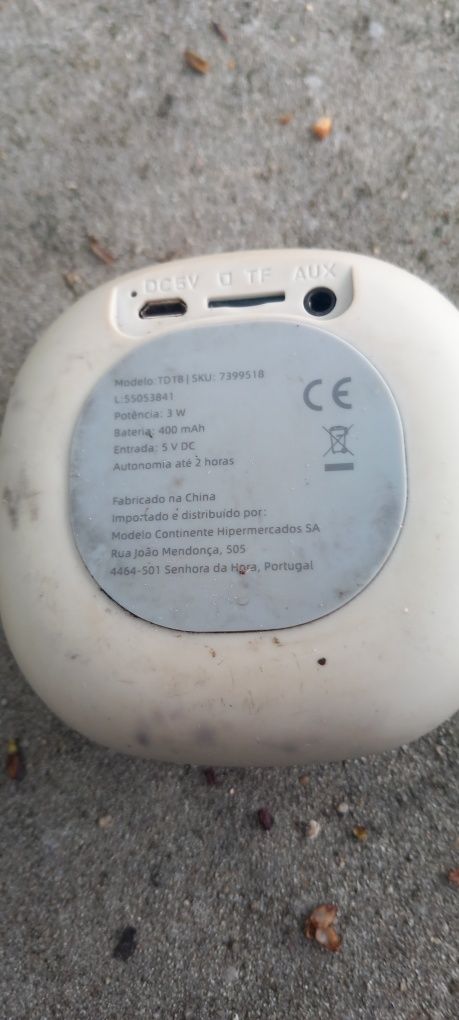 DC5V TF AUX
Modelo: TDTB | SKU: 7399518
L:55053841
Potência: 3 W
Bateria: 400 mAh
Entrada: 5 V DC
Autonomia até 2 horas
CE
Fabricado na China
Importado e distribuído por:
Modelo Continente Hipermercados SA
Rua João Mendonça, 505
4464-501 Senhora da Hora, Portugal